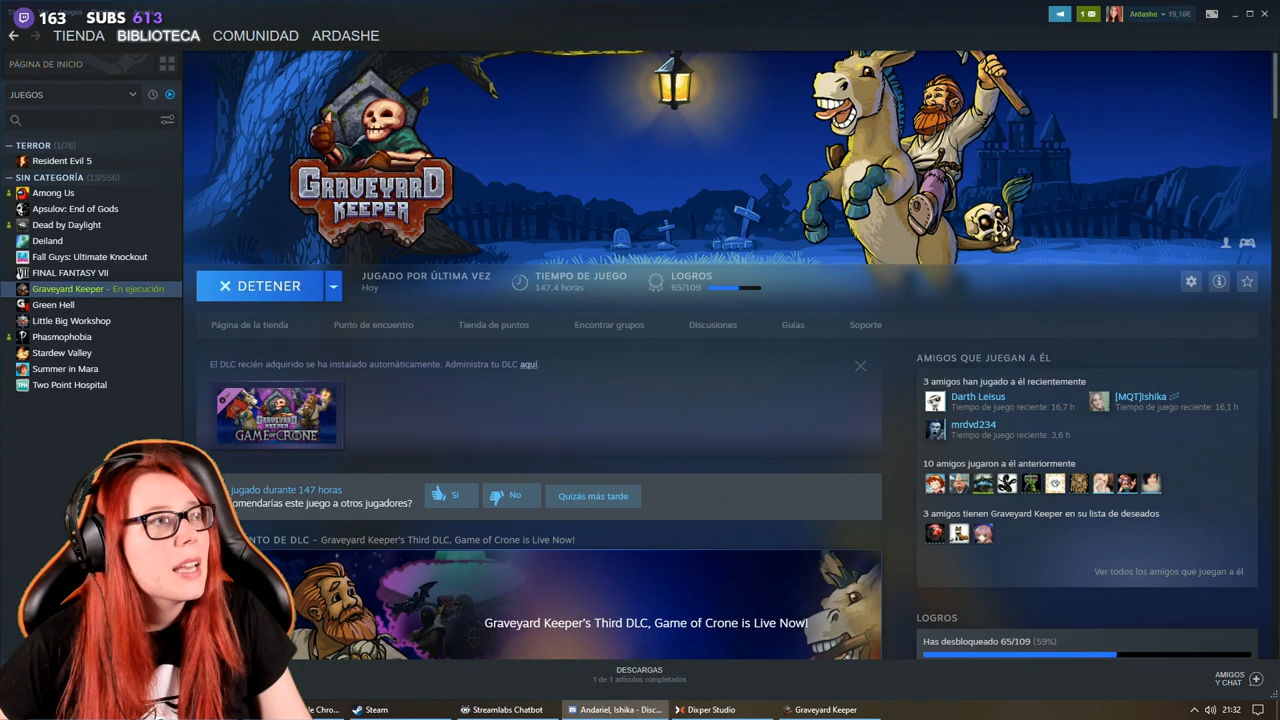 163 SUBS 613
Ardashe
19,16€
1
TIENDA BIBLIOTECA COMUNIDAD ARDASHE
PÁGINA DE INICIO
JUEGOS
— TERROR (1/76)
Resident Evil 5
— SIN CATEGORÍA (13/556)
Among Us
Apsulov: End of Gods
Dead by Daylight
Deiland
Fall Guys: Ultimate Knockout
FINAL FANTASY VII
Graveyard Keeper - En ejecución
Green Hell
Little Big Workshop
Phasmophobia
Stardew Valley
Summer in Mara
Two Point Hospital
GRAVEYARD
KEEPER
DETENER
JUGADO POR ÚLTIMA VEZ
Hoy
TIEMPO DE JUEGO
147,4 horas
LOGROS
65/109
Página de la tienda Punto de encuentro Tienda de puntos Encontrar grupos Discusiones Guías Soporte
El DLC recién adquirido se ha instalado automáticamente. Administra tu DLC aquí.
GRAVEYARD
KEEPER
GAME OF CRONE
jugado durante 147 horas
omendarías este juego a otros jugadores?
Sí
No
Quizás más tarde
NTO DE DLC - Graveyard Keeper's Third DLC, Game of Crone is Live Now!
Graveyard Keeper's Third DLC, Game of Crone is Live Now!
AMIGOS QUE JUEGAN A ÉL
3 amigos han jugado a él recientemente
Darth Leisus
Tiempo de juego reciente: 16,7 h
[MQT]Ishika
Tiempo de juego reciente: 16,1 h
mrdvd234
Tiempo de juego reciente: 3,6 h
10 amigos jugaron a él anteriormente
3 amigos tienen Graveyard Keeper en su lista de deseados
Ver todos los amigos que juegan a él
LOGROS
Has desbloqueado 65/109 (59%)
DESCARGAS
1 de 1 artículos completados
AMIGOS
Y CHAT
le Chro...
Steam
Streamlabs Chatbot
Andariel, Ishika - Disc...
Dixper Studio
Graveyard Keeper
21:32